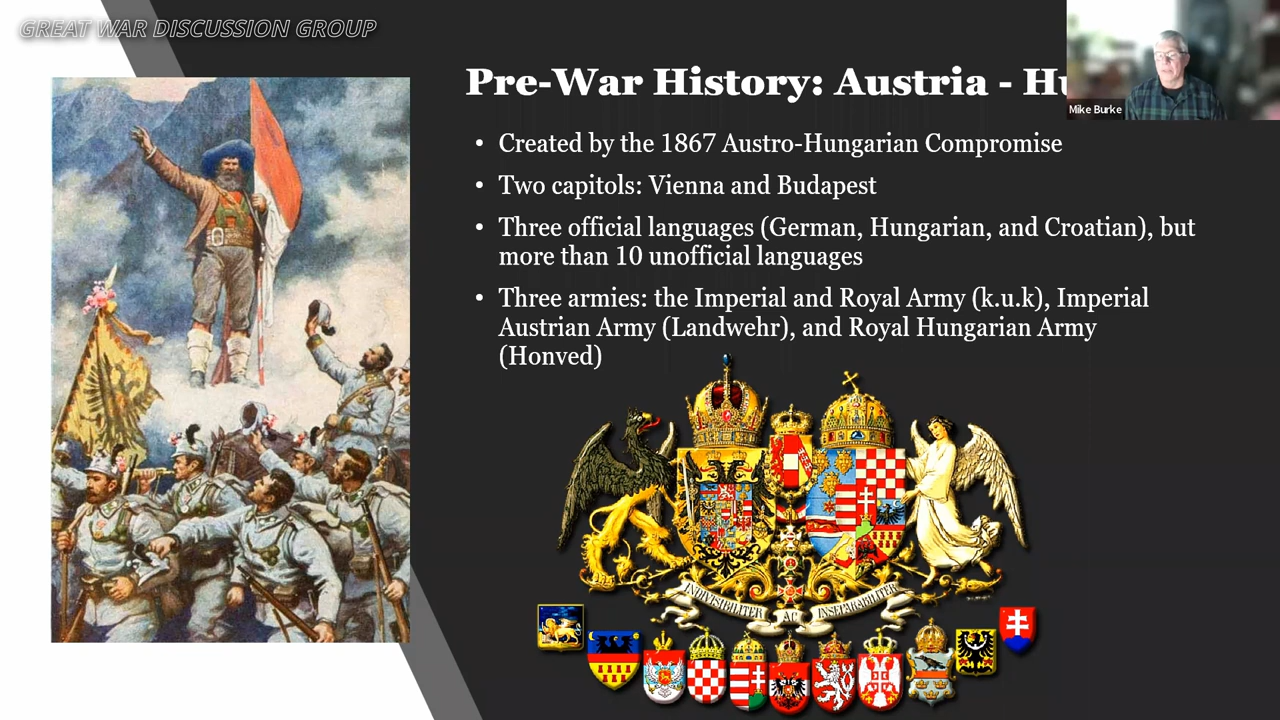 GREAT WAR DISCUSSION GROUP
Pre-War History: Austria - Hu
Mike Burke
• Created by the 1867 Austro-Hungarian Compromise
• Two capitols: Vienna and Budapest
• Three official languages (German, Hungarian, and Croatian), but
more than 10 unofficial languages
• Three armies: the Imperial and Royal Army (k.u.k), Imperial
Austrian Army (Landwehr), and Royal Hungarian Army
(Honved)
INDIVISIBILITER AC INSEPARABILITER